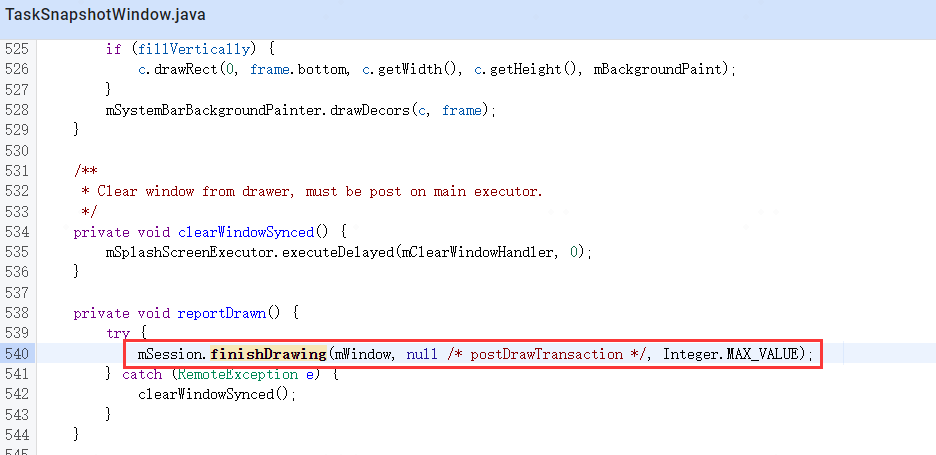 TaskSnapshotWindow.java
525 if (fillVertically) {
526 c.drawRect(0, frame.bottom, c.getWidth(), c.getHeight(), mBackgroundPaint);
527 }
528 mSystemBarBackgroundPainter.drawDecors(c, frame);
529 }
530
531 /**
532 * Clear window from drawer, must be post on main executor.
533 */
534 private void clearWindowSynced() {
535 mSplashScreenExecutor.executeDelayed(mClearWindowHandler, 0);
536 }
537
538 private void reportDrawn() {
539 try {
540 mSession.finishDrawing(mWindow, null /* postDrawTransaction */, Integer.MAX_VALUE);
541 } catch (RemoteException e) {
542 clearWindowSynced();
543 }
544 }